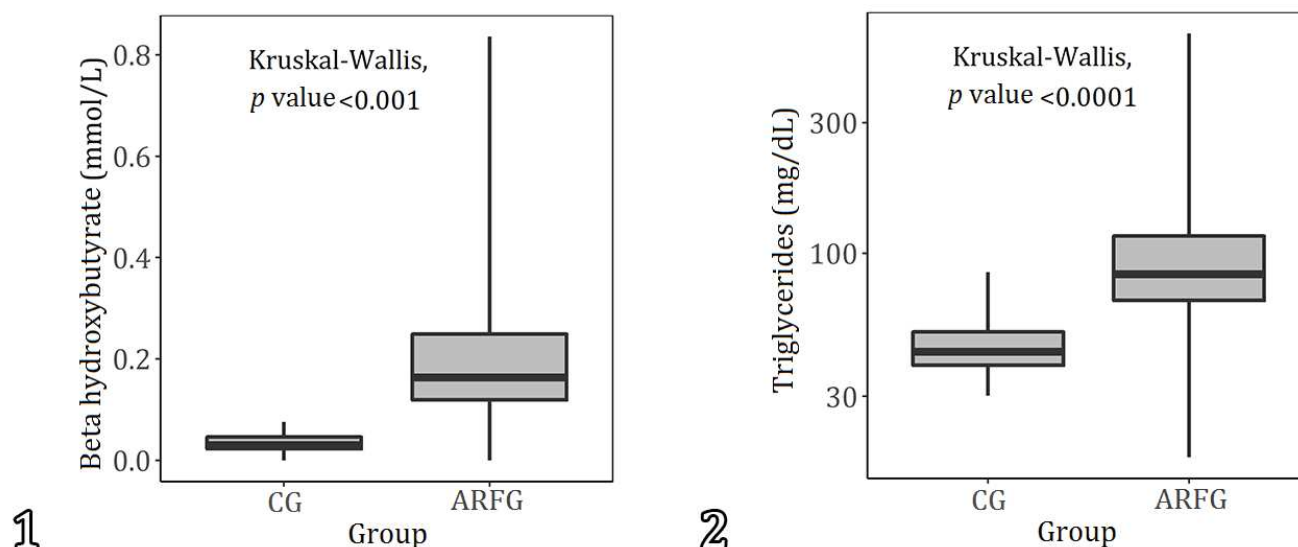 Kruskal-Wallis,
p value <0.001
Beta hydroxybutyrate (mmol/L)
0.8
0.6
0.4
0.2
0.0
CG ARFG
Group
1
Kruskal-Wallis,
p value <0.0001
Triglycerides (mg/dL)
300
100
30
CG ARFG
Group
2